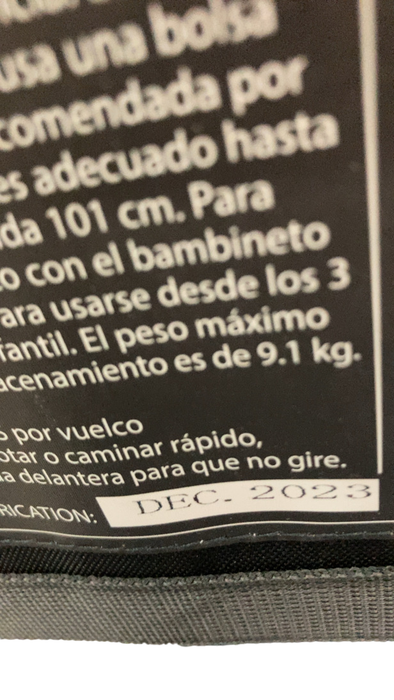 usa una bolsa
comendada por
es adecuado hasta
da 101 cm. Para
o con el bambineto
ara usarse desde los 3
fantil. El peso máximo
acenamiento es de 9.1 kg.
o por vuelco
otar o caminar rápido,
a delantera para que no gire.
RICATION: DEC. 2023